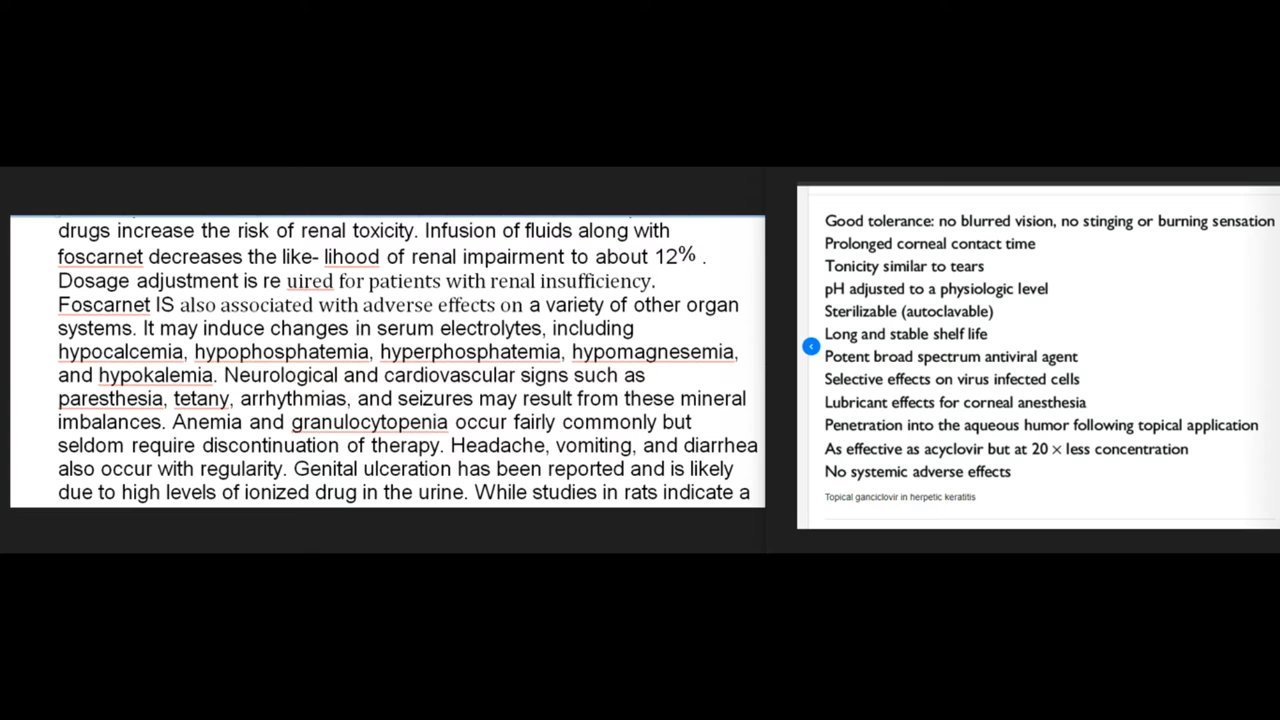 drugs increase the risk of renal toxicity. Infusion of fluids along with
foscarnet decreases the like- lihood of renal impairment to about 12% .
Dosage adjustment is re uired for patients with renal insufficiency.
Foscarnet IS also associated with adverse effects on a variety of other organ
systems. It may induce changes in serum electrolytes, including
hypocalcemia, hypophosphatemia, hyperphosphatemia, hypomagnesemia,
and hypokalemia. Neurological and cardiovascular signs such as
paresthesia, tetany, arrhythmias, and seizures may result from these mineral
imbalances. Anemia and granulocytopenia occur fairly commonly but
seldom require discontinuation of therapy. Headache, vomiting, and diarrhea
also occur with regularity. Genital ulceration has been reported and is likely
due to high levels of ionized drug in the urine. While studies in rats indicate a
Good tolerance: no blurred vision, no stinging or burning sensation
Prolonged corneal contact time
Tonicity similar to tears
pH adjusted to a physiologic level
Sterilizable (autoclavable)
Long and stable shelf life
Potent broad spectrum antiviral agent
Selective effects on virus infected cells
Lubricant effects for corneal anesthesia
Penetration into the aqueous humor following topical application
As effective as acyclovir but at 20 × less concentration
No systemic adverse effects
Topical ganciclovir in herpetic keratitis